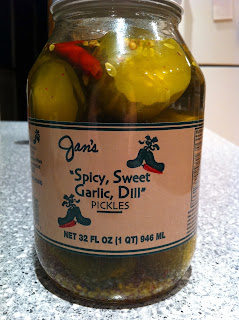 Jan's
"Spicy, Sweet
Garlic, Dill"
PICKLES
NET 32 FL OZ (1 QT) 946 ML